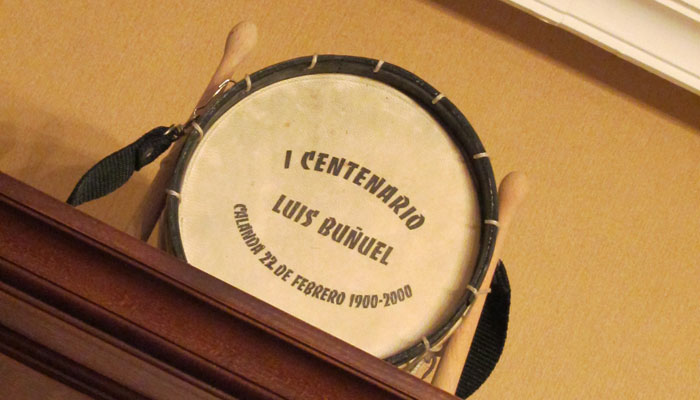 I CENTENARIO
LUIS BUÑUEL
CALANDA 22 DE FEBRERO 1900-2000